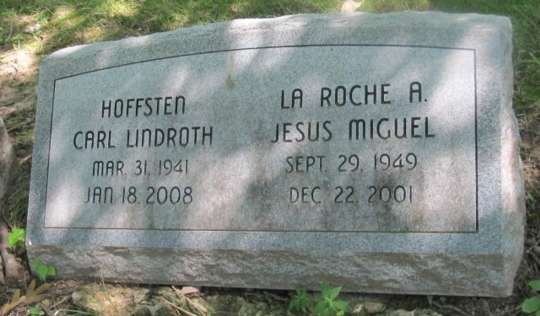 HOFFSTEN
CARL LINDROTH
MAR. 31. 1941
JAN 18. 2008
LA ROCHE A.
JESUS MIGUEL
SEPT. 29. 1949
DEC. 22. 2001